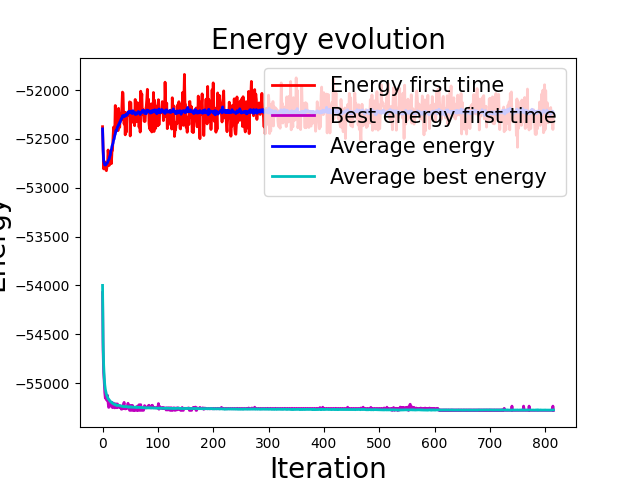 Energy evolution
Energy
−52000
−52500
−53000
−53500
−54000
−54500
−55000
Energy first time
Best energy first time
Average energy
Average best energy
0 100 200 300 400 500 600 700 800
Iteration